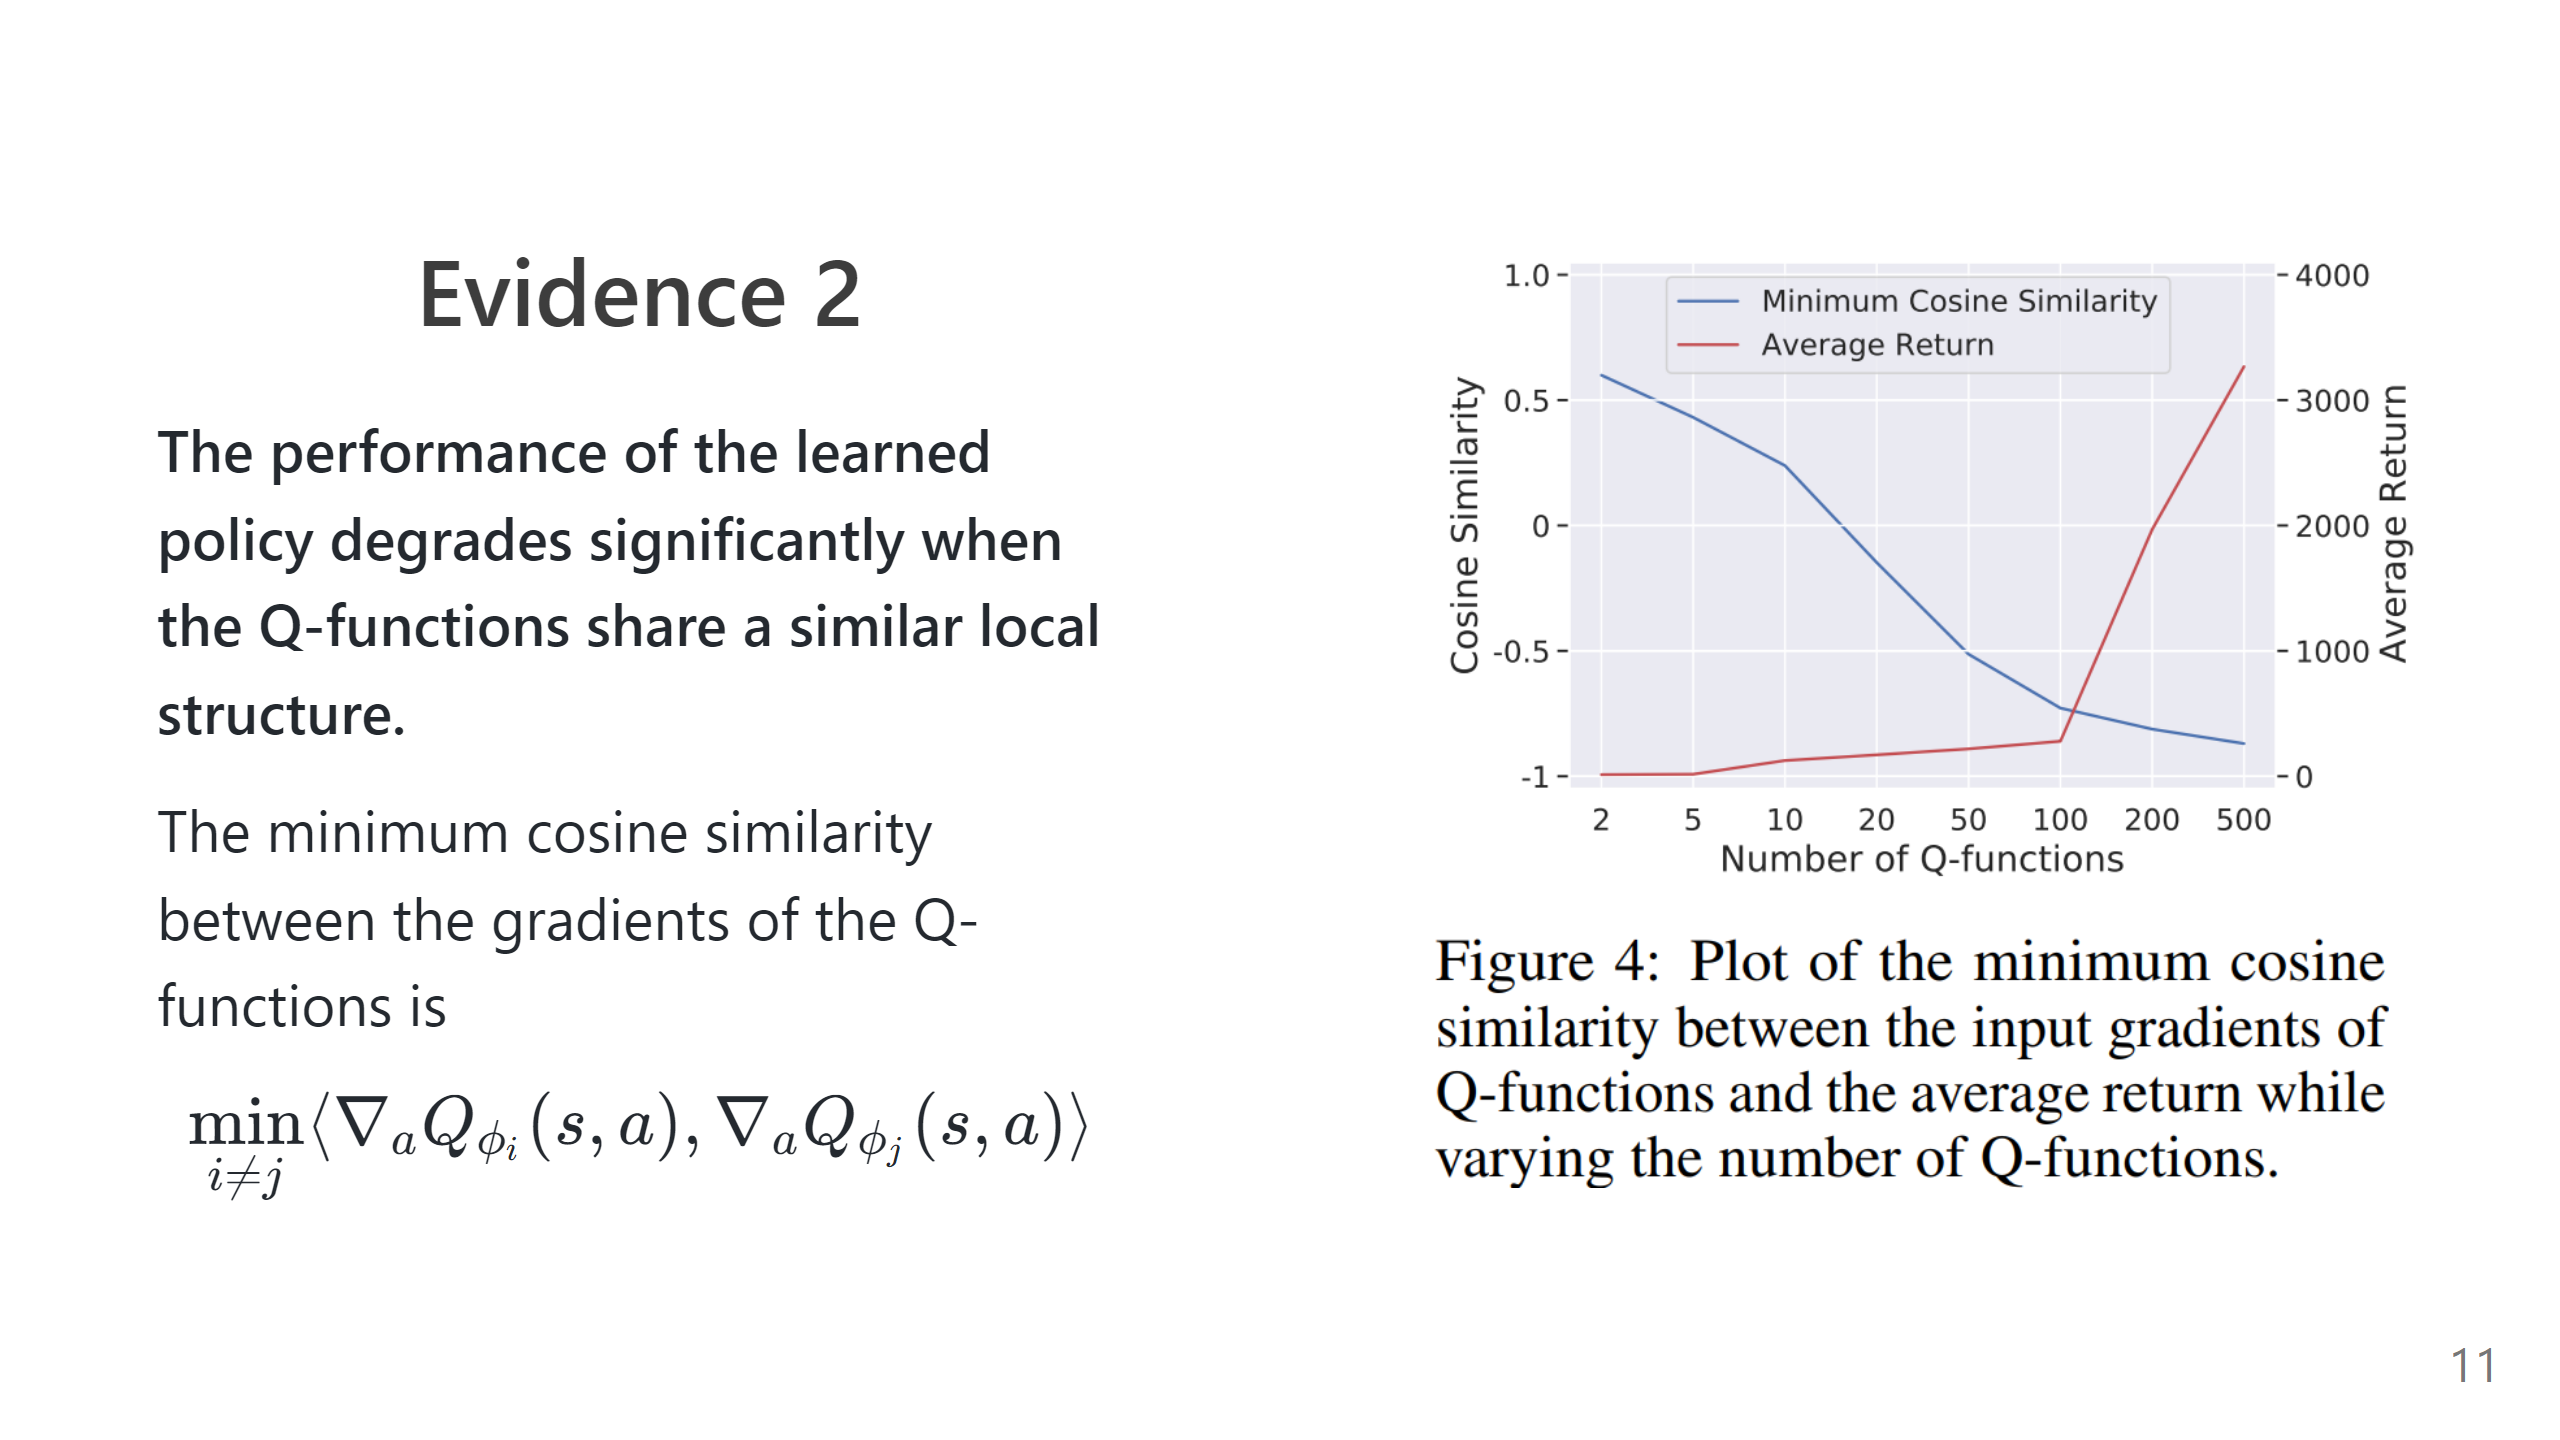 Evidence 2
The performance of the learned
policy degrades significantly when
the Q-functions share a similar local
structure.
The minimum cosine similarity
between the gradients of the Q-
functions is
min⟨∇ₐQ_{ϕ_i}(s, a), ∇ₐQ_{ϕ_j}(s, a)⟩
i≠j
Minimum Cosine Similarity
Average Return
Cosine Similarity
1.0
0.5
0
-0.5
-1
4000
3000
2000
1000
0
Average Return
2 5 10 20 50 100 200 500
Number of Q-functions
Figure 4: Plot of the minimum cosine
similarity between the input gradients of
Q-functions and the average return while
varying the number of Q-functions.
11